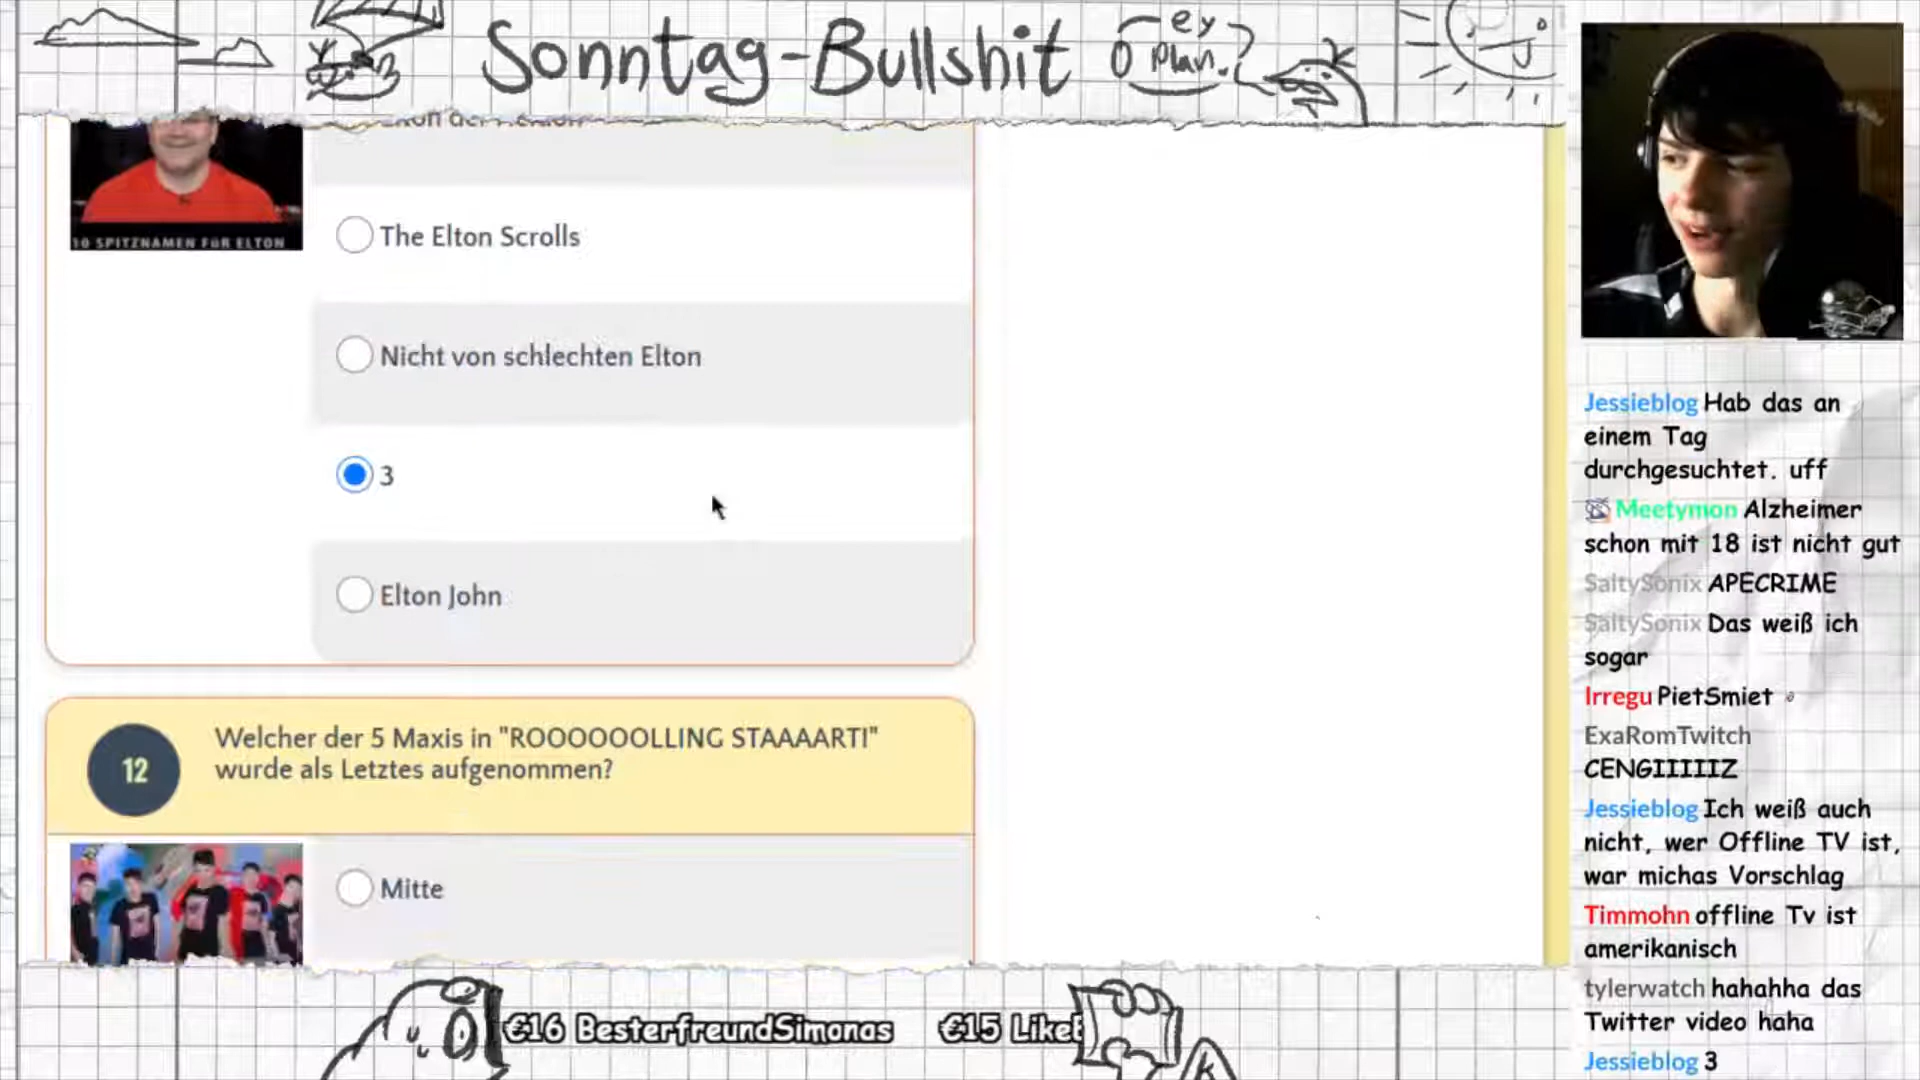 Sonntag-Bullshit
ey
Plan.
10 SPITZNAMEN FÜR ELTON
The Elton Scrolls
Nicht von schlechten Elton
3
Elton John
12
Welcher der 5 Maxis in "ROOOOOOLLING STAAAART!"
wurde als Letztes aufgenommen?
Mitte
€16 BesterfreundSimonas
€15 LikeE
Jessieblog Hab das an
einem Tag
durchgesuchtet. uff
Meetymon Alzheimer
schon mit 18 ist nicht gut
SaltySonix APECRIME
SaltySonix Das weiß ich
sogar
Irregu PietSmiet
ExaRomTwitch
CENGIIIIIZ
Jessieblog Ich weiß auch
nicht, wer Offline TV ist,
war michas Vorschlag
Timmohn offline Tv ist
amerikanisch
tylerwatch hahahha das
Twitter video haha
Jessieblog 3